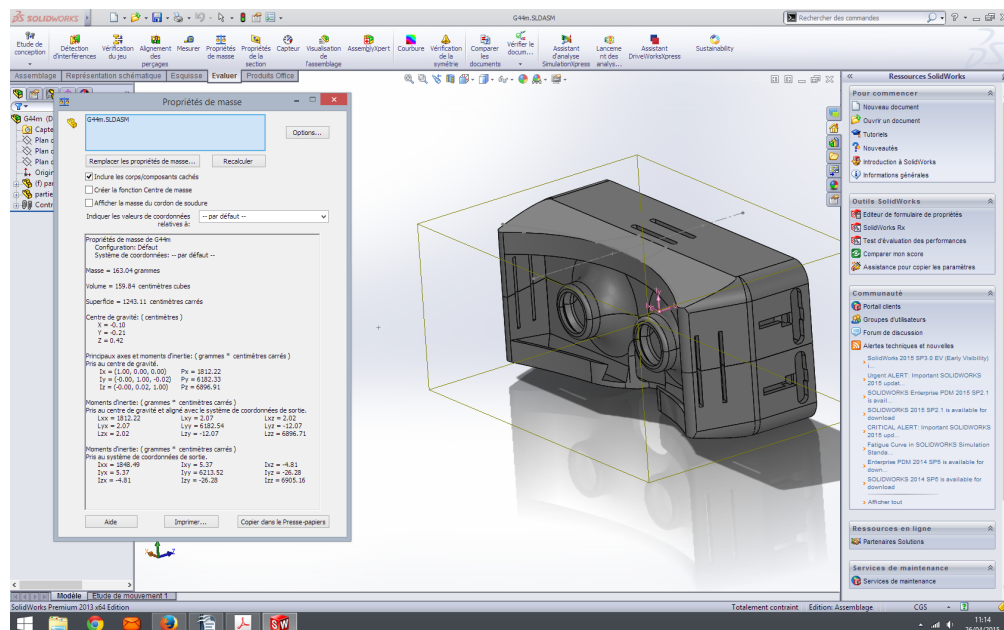 SOLIDWORKS
G44m.SLDASM
Rechercher des commandes
Etude de conception
Détection d'interférences
Vérification du jeu
Alignement des perçages
Mesurer
Propriétés de masse
Propriétés de la section
Capteur
Visualisation de l'assemblage
AssemblyXpert
Courbure
Vérification de la symétrie
Comparer les documents
Vérifier le docum...
Assistant d'analyse SimulationXpress
Lanceme nt des analys...
Assistant DriveWorksXpress
Sustainability
Assemblage
Représentation schématique
Esquisse
Evaluer
Produits Office
G44m (D
Capte
Plan d
Plan d
Plan d
Origin
(f) par
partie
Contr
Propriétés de masse
G44m.SLDASM
Options...
Remplacer les propriétés de masse...
Recalculer
Inclure les corps/composants cachés
Créer la fonction Centre de masse
Afficher la masse du cordon de soudure
Indiquer les valeurs de coordonnées relatives à:
-- par défaut --
Propriétés de masse de G44m
Configuration: Défaut
Système de coordonnées: -- par défaut --
Masse = 163.04 grammes
Volume = 159.84 centimètres cubes
Superficie = 1243.11 centimètres carrés
Centre de gravité: ( centimètres )
X = -0.10
Y = -0.21
Z = 0.42
Principaux axes et moments d'inertie: ( grammes * centimètres carrés )
Pris au centre de gravité.
Ix = (1.00, 0.00, 0.00) Px = 1812.22
Iy = (-0.00, 1.00, -0.02) Py = 6182.33
Iz = (-0.00, 0.02, 1.00) Pz = 6896.91
Moments d'inertie: ( grammes * centimètres carrés )
Pris au centre de gravité et aligné avec le système de coordonnées de sortie.
Lxx = 1812.22 Lxy = 2.07 Lxz = 2.02
Lyx = 2.07 Lyy = 6182.54 Lyz = -12.07
Lzx = 2.02 Lzy = -12.07 Lzz = 6896.71
Moments d'inertie: ( grammes * centimètres carrés )
Pris au système de coordonnées de sortie.
Ixx = 1848.49 Ixy = 5.37 Ixz = -4.81
Iyx = 5.37 Iyy = 6213.52 Iyz = -26.28
Izx = -4.81 Izy = -26.28 Izz = 6905.16
Aide
Imprimer...
Copier dans le Presse-papiers
Ressources SolidWorks
Pour commencer
Nouveau document
Ouvrir un document
Tutoriels
Nouveautés
Introduction à SolidWorks
Informations générales
Outils SolidWorks
Editeur de formulaire de propriétés
SolidWorks Rx
Test d'évaluation des performances
Comparer mon score
Assistance pour copier les paramètres
Communauté
Portail clients
Groupes d'utilisateurs
Forum de discussion
Alertes techniques et nouvelles
SolidWorks 2015 SP3.0 EV (Early Visibility)
i...
Urgent ALERT: Important SOLIDWORKS
2015 updat...
SOLIDWORKS Enterprise PDM 2015 SP2.1
is avail...
SOLIDWORKS 2015 SP2.1 is available for
download
CRITICAL ALERT: Important SOLIDWORKS
2015 upd...
Fatigue Curve in SOLIDWORKS Simulation
Standa...
Enterprise PDM 2014 SP5 is available for
down...
SOLIDWORKS 2014 SP5 is available for
download
Afficher tout
Ressources en ligne
Partenaires Solutions
Services de maintenance
Services de maintenance
Modèle
Etude de mouvement 1
SolidWorks Premium 2013 x64 Edition
Totalement contraint
Edition: Assemblage
CGS
11:14
26/04/2015